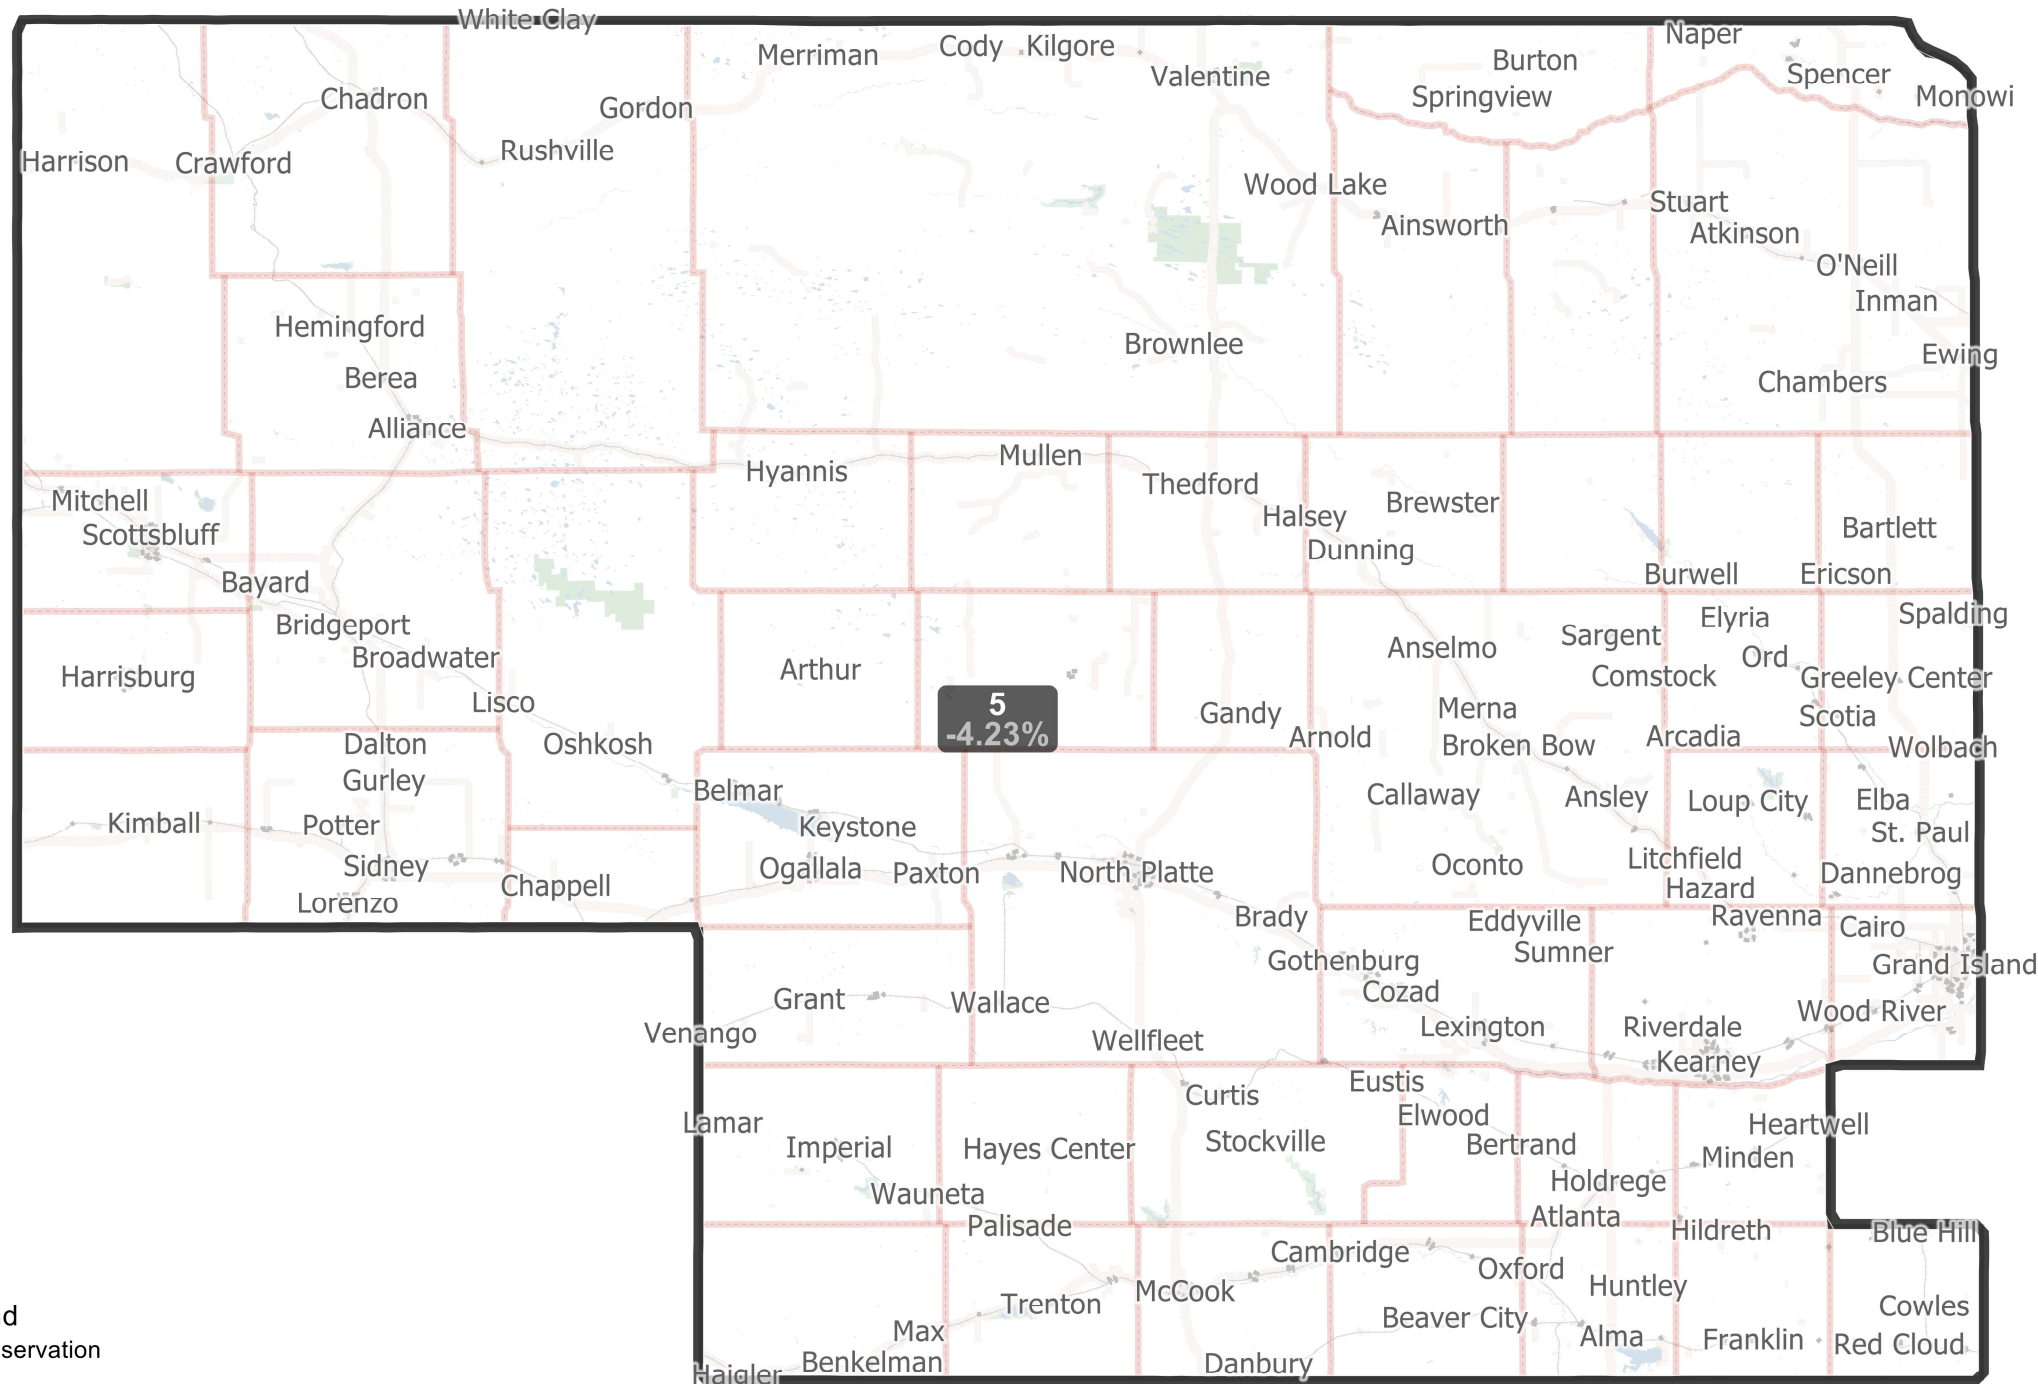 White Clay
Merriman
Cody
Kilgore
Valentine
Burton
Springview
Naper
Spencer
Monowi
Chadron
Gordon
Rushville
Harrison
Crawford
Wood Lake
Ainsworth
Stuart
Atkinson
O'Neill
Inman
Ewing
Chambers
Hemingford
Berea
Alliance
Brownlee
Hyannis
Mullen
Thedford
Halsey
Dunning
Brewster
Bartlett
Burwell
Ericson
Mitchell
Scottsbluff
Bayard
Bridgeport
Broadwater
Harrisburg
Lisco
Oshkosh
Arthur
5
-4.23%
Gandy
Arnold
Anselmo
Sargent
Comstock
Elyria
Ord
Spalding
Greeley Center
Scotia
Wolbach
Merna
Broken Bow
Arcadia
Callaway
Ansley
Loup City
Elba
St. Paul
Dannebrog
Litchfield
Hazard
Oconto
Dalton
Gurley
Potter
Kimball
Sidney
Lorenzo
Chappell
Belmar
Keystone
Ogallala
Paxton
North Platte
Brady
Eddyville
Sumner
Ravenna
Cairo
Grand Island
Wood River
Gothenburg
Cozad
Lexington
Riverdale
Kearney
Grant
Venango
Wallace
Wellfleet
Curtis
Eustis
Elwood
Bertrand
Heartwell
Minden
Holdrege
Atlanta
Hildreth
Blue Hill
Lamar
Imperial
Hayes Center
Stockville
Wauneta
Palisade
Cambridge
Oxford
Huntley
McCook
Trenton
Max
Benkelman
Haigler
Danbury
Beaver City
Alma
Franklin
Cowles
Red Cloud
d
servation